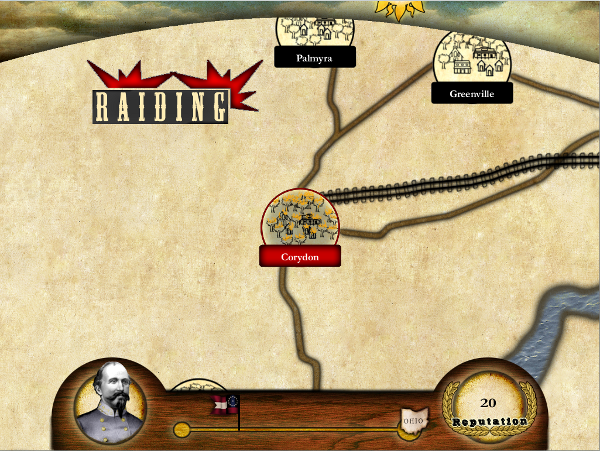 Palmyra
Greenville
RAIDING
Corydon
OHIO
20
Reputation